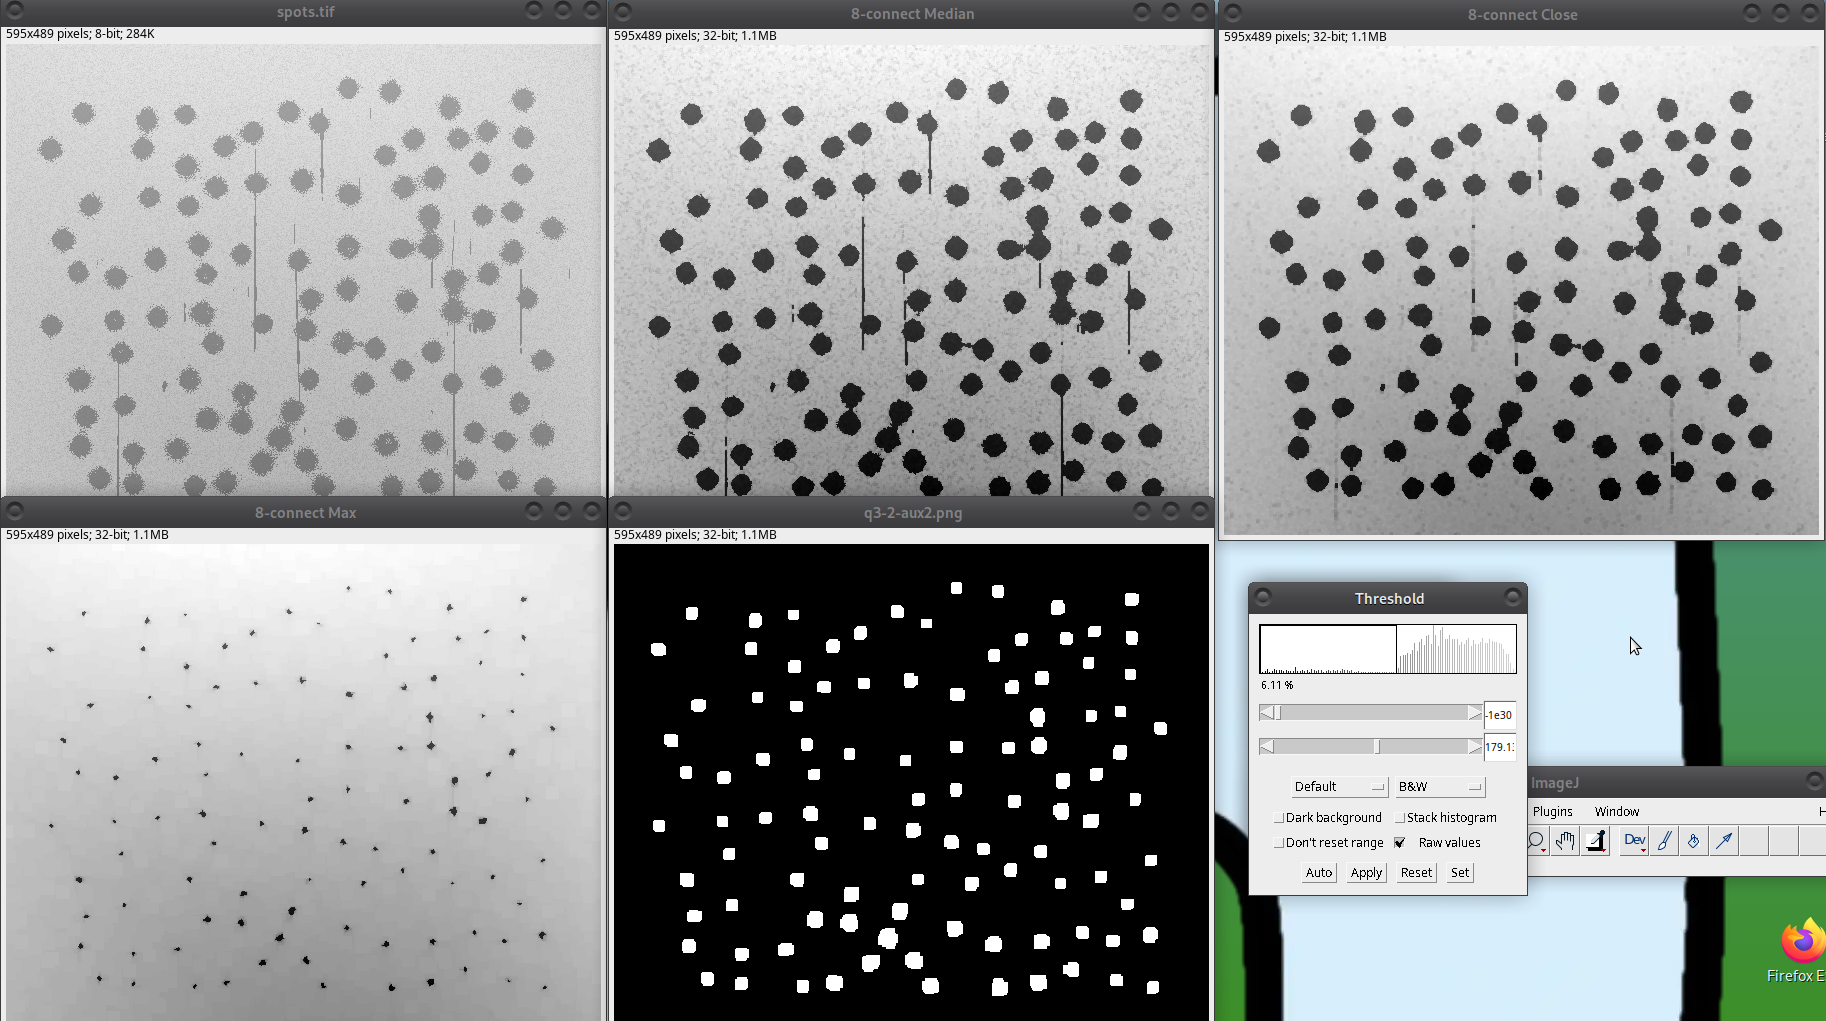 spots.tif
595x489 pixels; 8-bit; 284K
8-connect Median
595x489 pixels; 32-bit; 1.1MB
8-connect Close
595x489 pixels; 32-bit; 1.1MB
8-connect Max
595x489 pixels; 32-bit; 1.1MB
q3-2-aux2.png
595x489 pixels; 32-bit; 1.1MB
Threshold
6.11 %
-1e30
179.1
Default
B&W
Dark background
Stack histogram
Don't reset range
Raw values
Auto
Apply
Reset
Set
ImageJ
Plugins
Window
H
Dev
Firefox E